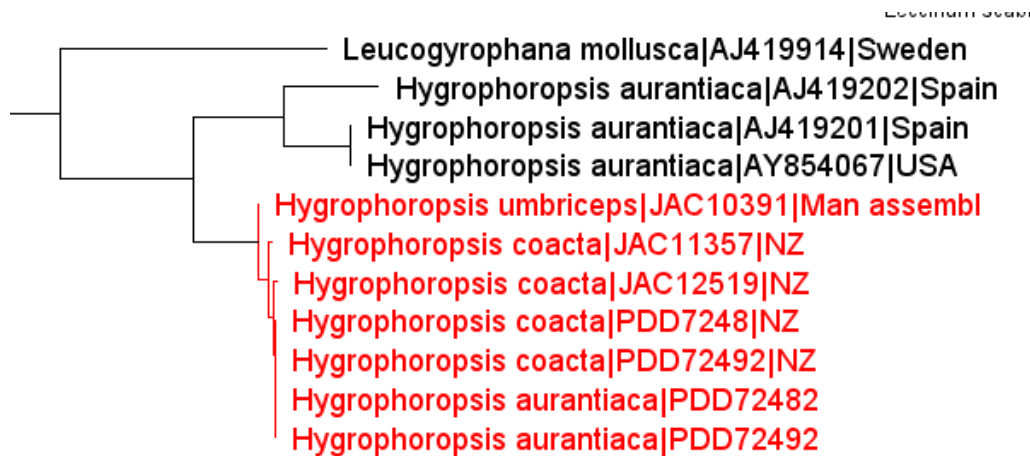 Leucogyrophana mollusca|AJ419914|Sweden
Hygrophoropsis aurantiaca|AJ419202|Spain
Hygrophoropsis aurantiaca|AJ419201|Spain
Hygrophoropsis aurantiaca|AY854067|USA
Hygrophoropsis umbriceps|JAC10391|Man assembl
Hygrophoropsis coacta|JAC11357|NZ
Hygrophoropsis coacta|JAC12519|NZ
Hygrophoropsis coacta|PDD7248|NZ
Hygrophoropsis coacta|PDD72492|NZ
Hygrophoropsis aurantiaca|PDD72482
Hygrophoropsis aurantiaca|PDD72492